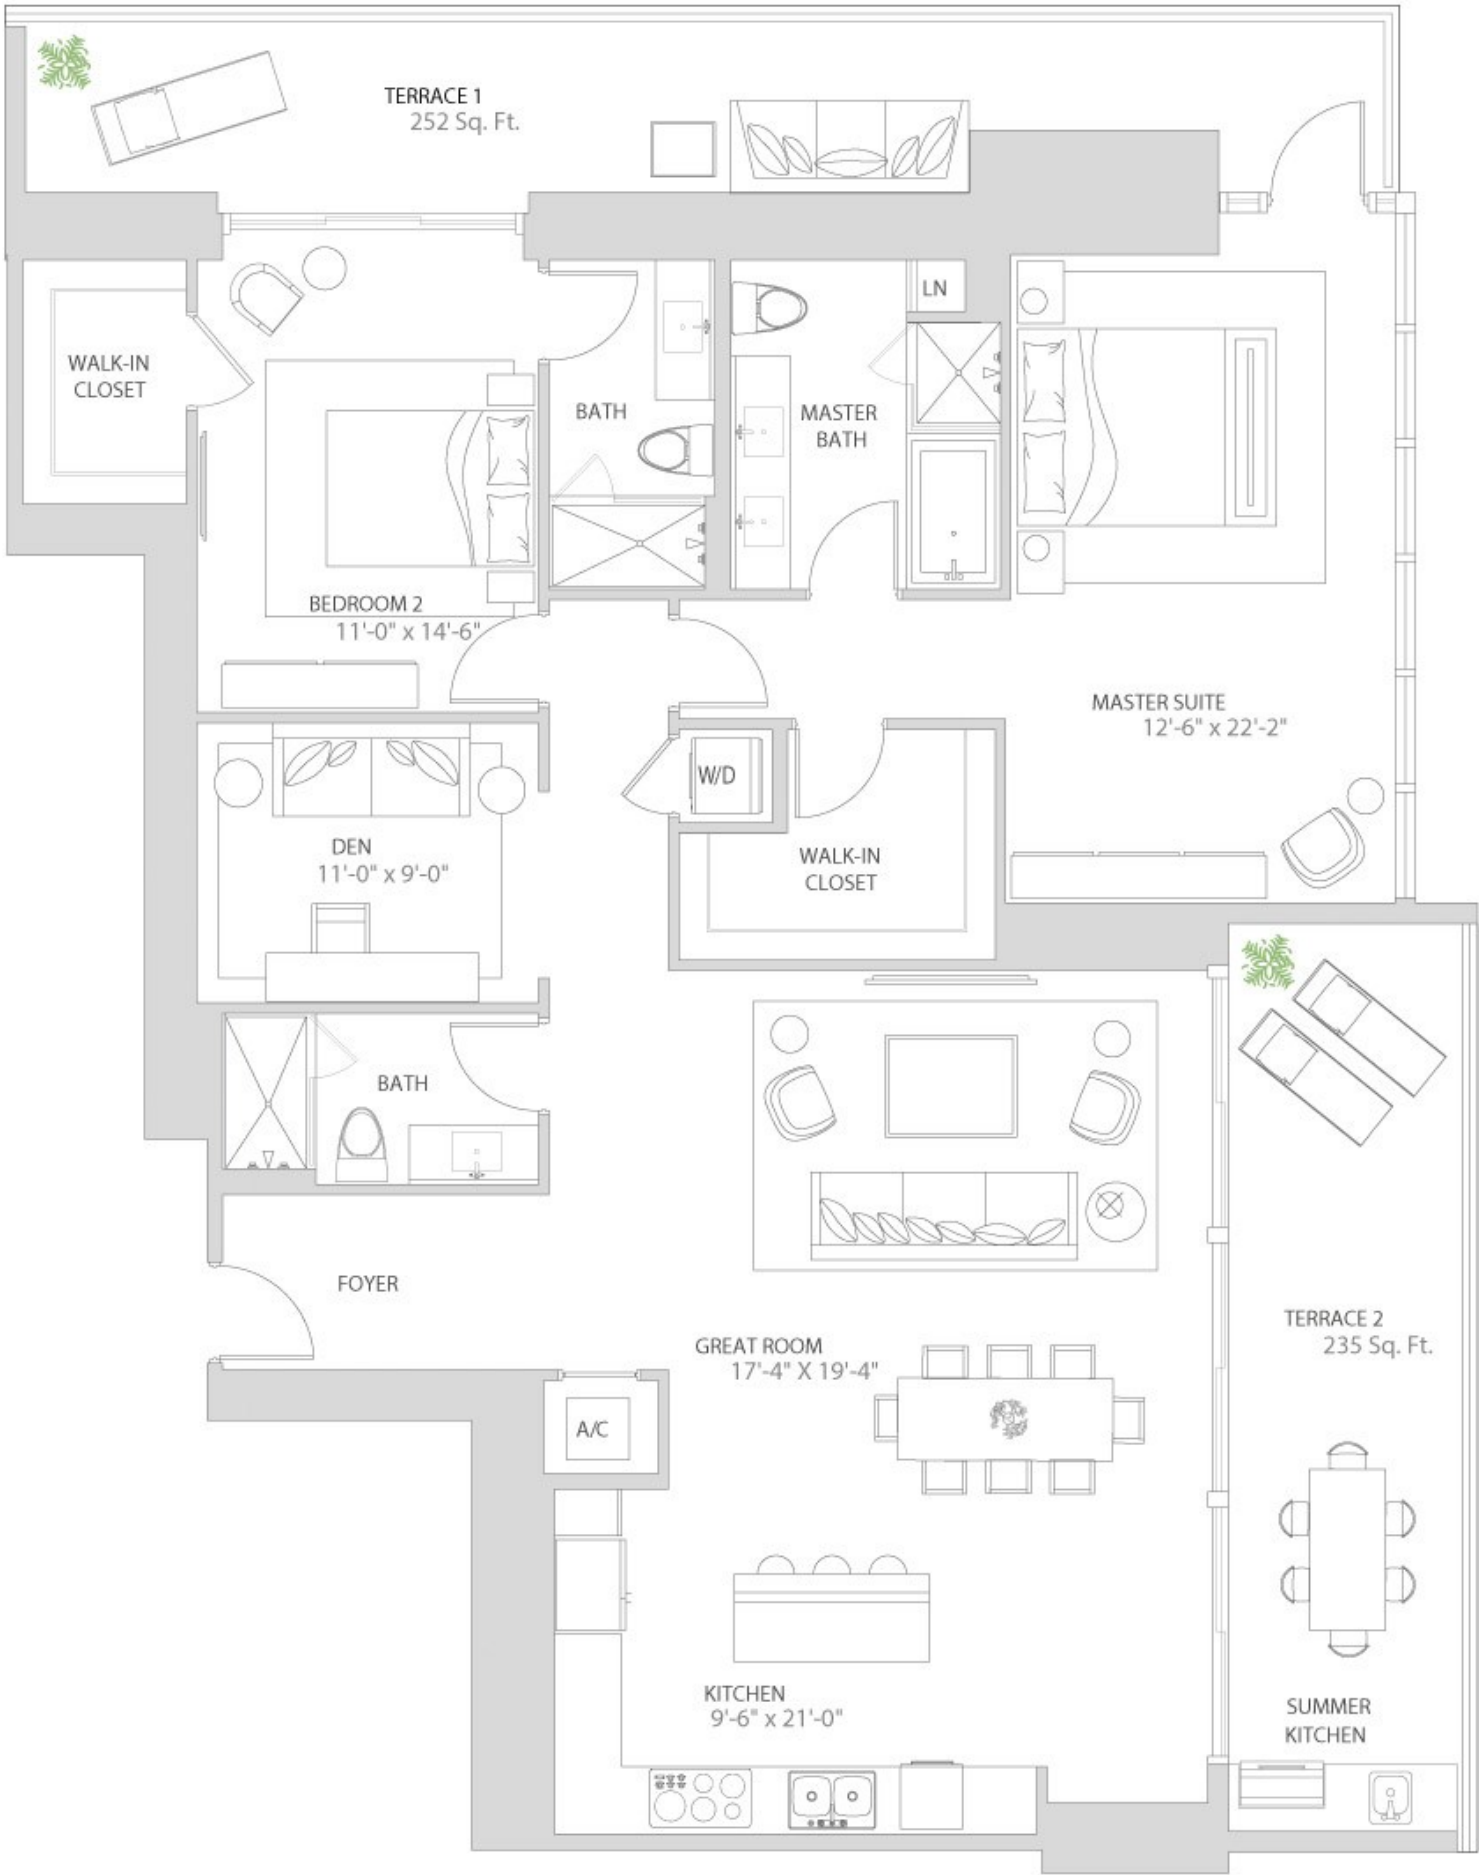 TERRACE 1
252 Sq. Ft.
LN
WALK-IN
CLOSET
BATH
MASTER
BATH
BEDROOM 2
11'-0" x 14'-6"
MASTER SUITE
12'-6" x 22'-2"
W/D
DEN
11'-0" x 9'-0"
WALK-IN
CLOSET
BATH
FOYER
GREAT ROOM
17'-4" X 19'-4"
TERRACE 2
235 Sq. Ft.
A/C
KITCHEN
9'-6" x 21'-0"
SUMMER
KITCHEN